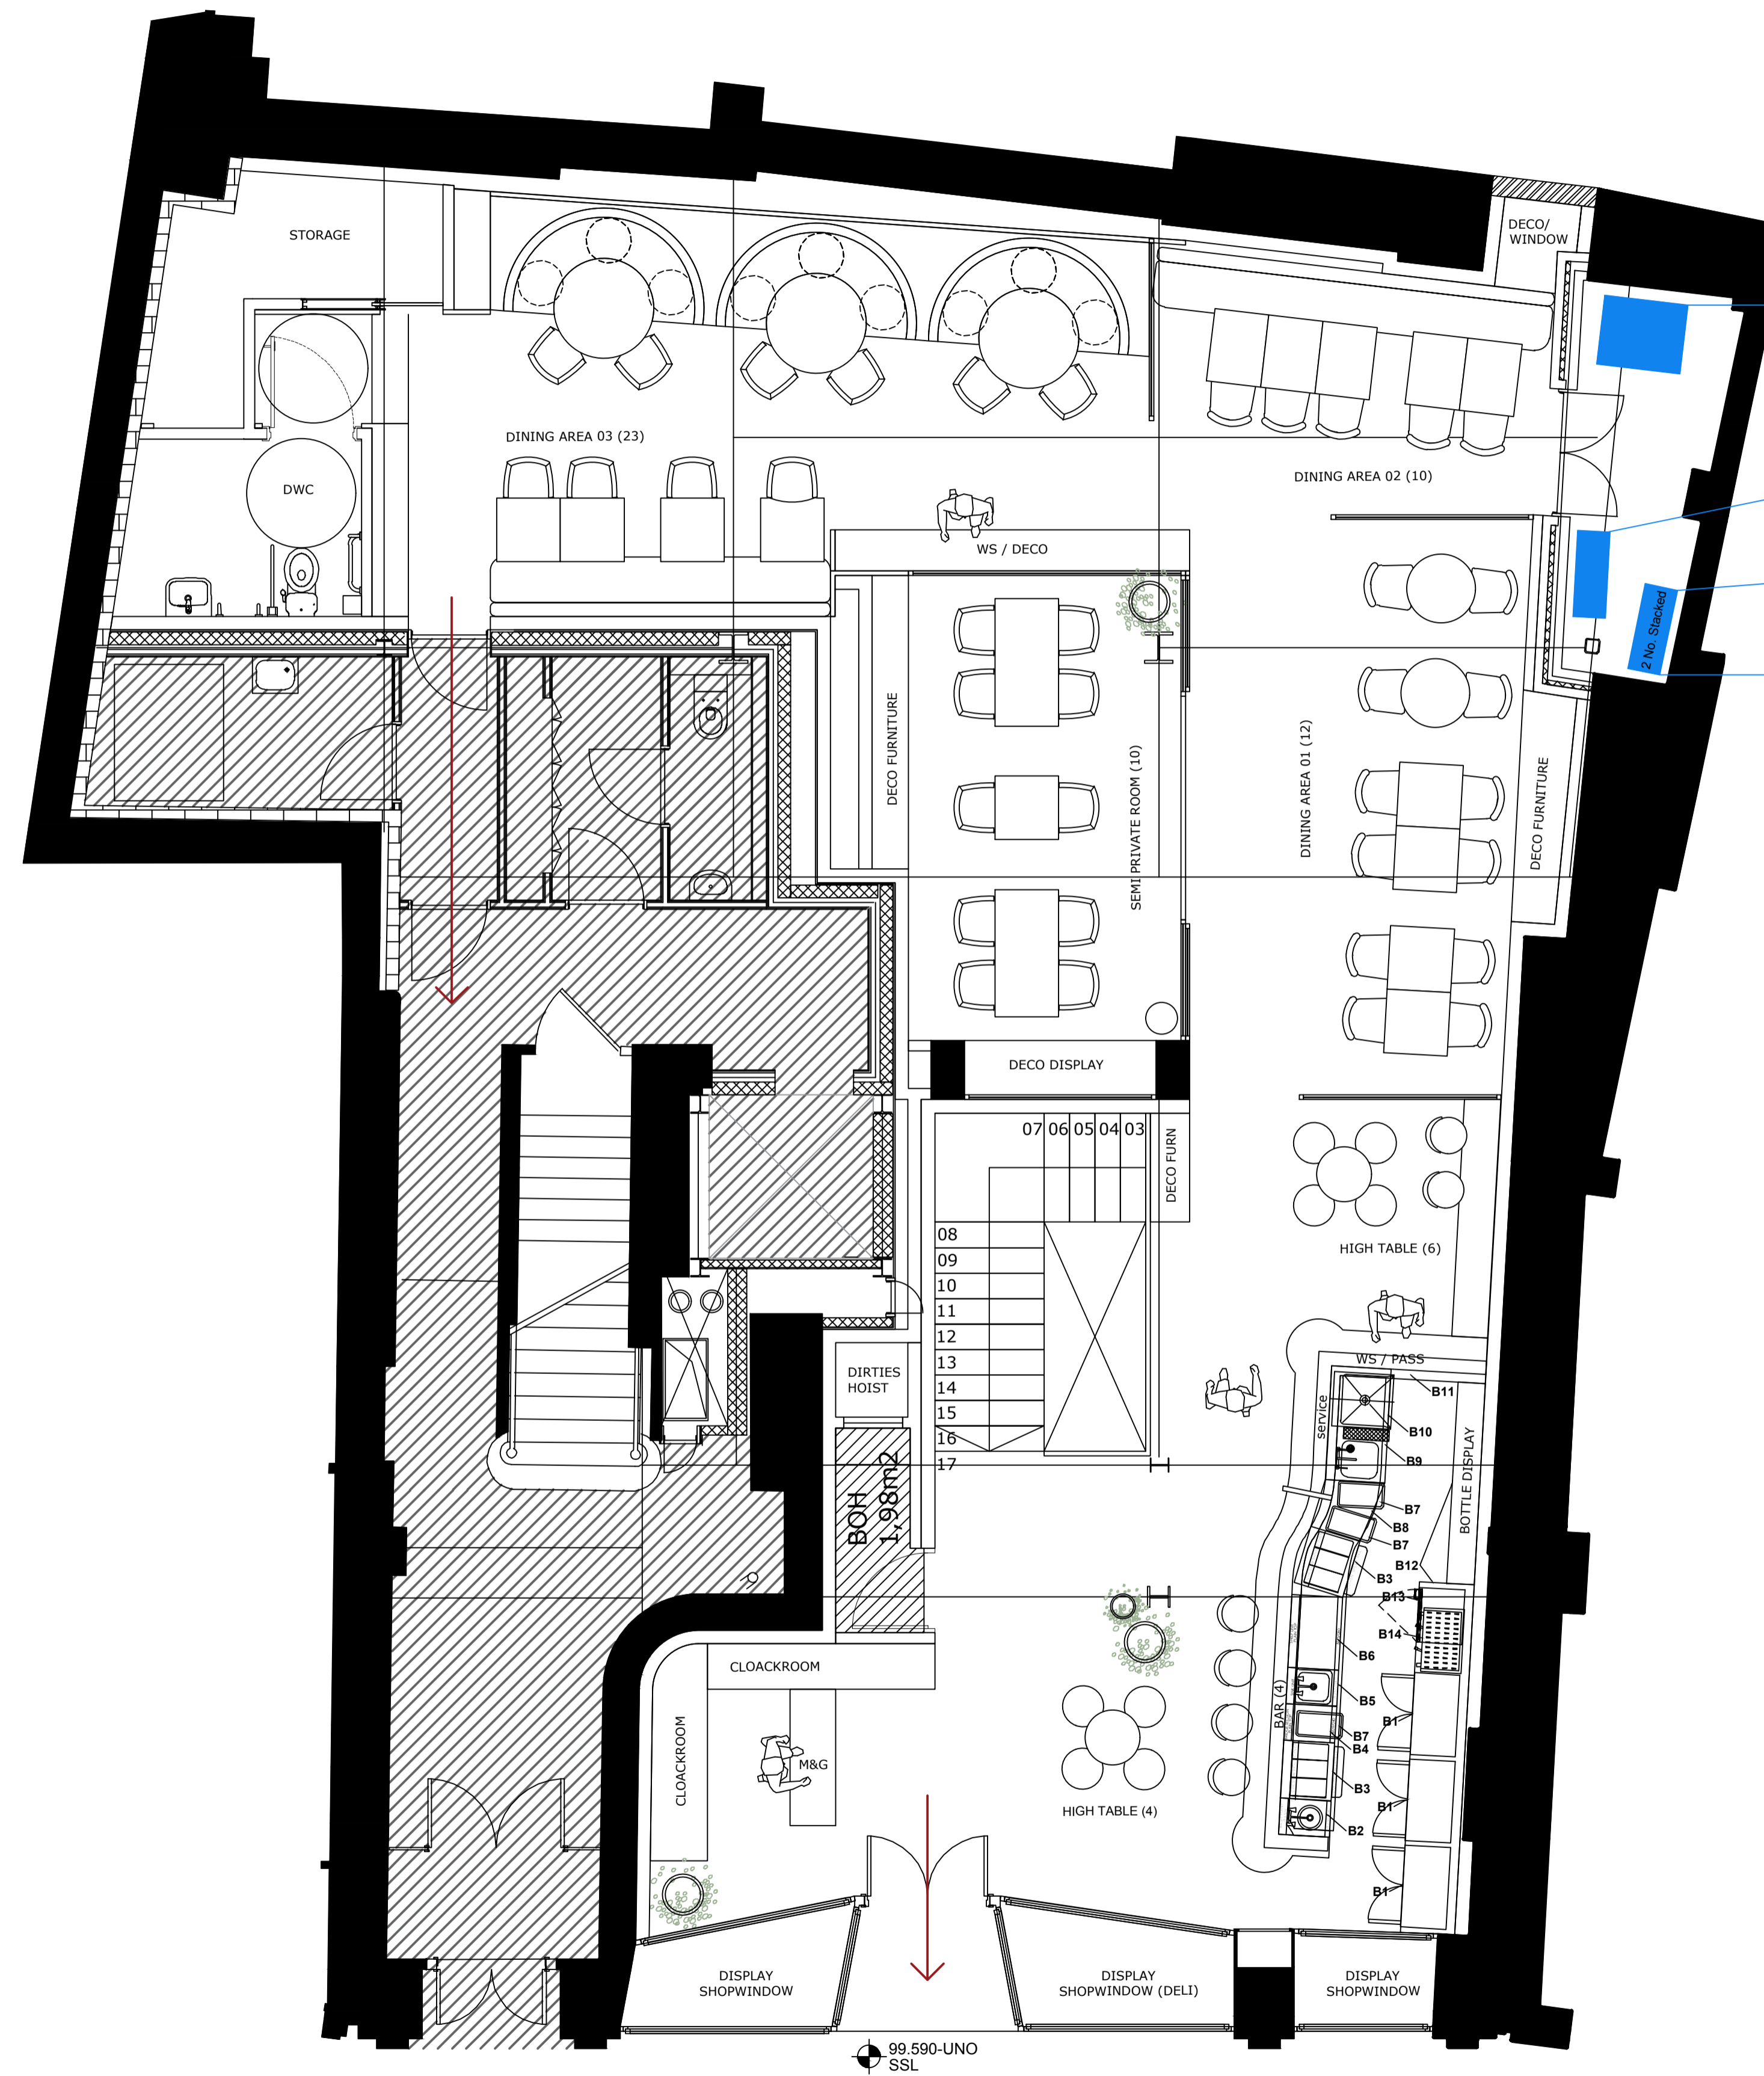 STORAGE
DECO/
WINDOW
DINING AREA 03 (23)
DINING AREA 02 (10)
DWC
WS / DECO
2 No. Stacked
DECO FURNITURE
SEMI PRIVATE ROOM (10)
DINING AREA 01 (12)
DECO FURNITURE
DECO DISPLAY
07 06 05 04 03
DECO FURN
08
09
10
11
12
13
14
15
16
17
HIGH TABLE (6)
WS / PASS
DIRTIES
HOIST
service
B11
B10
B9
BOTTLE DISPLAY
BOH
1,98m2
B7
B8
B7
B12
B3
B13
B14
B6
CLOACKROOM
CLOACKROOM
M&G
BAR (4)
B5
B1
B7
B4
B3
B1
B2
HIGH TABLE (4)
B1
DISPLAY
SHOPWINDOW
DISPLAY
SHOPWINDOW (DELI)
DISPLAY
SHOPWINDOW
99.590-UNO
SSL